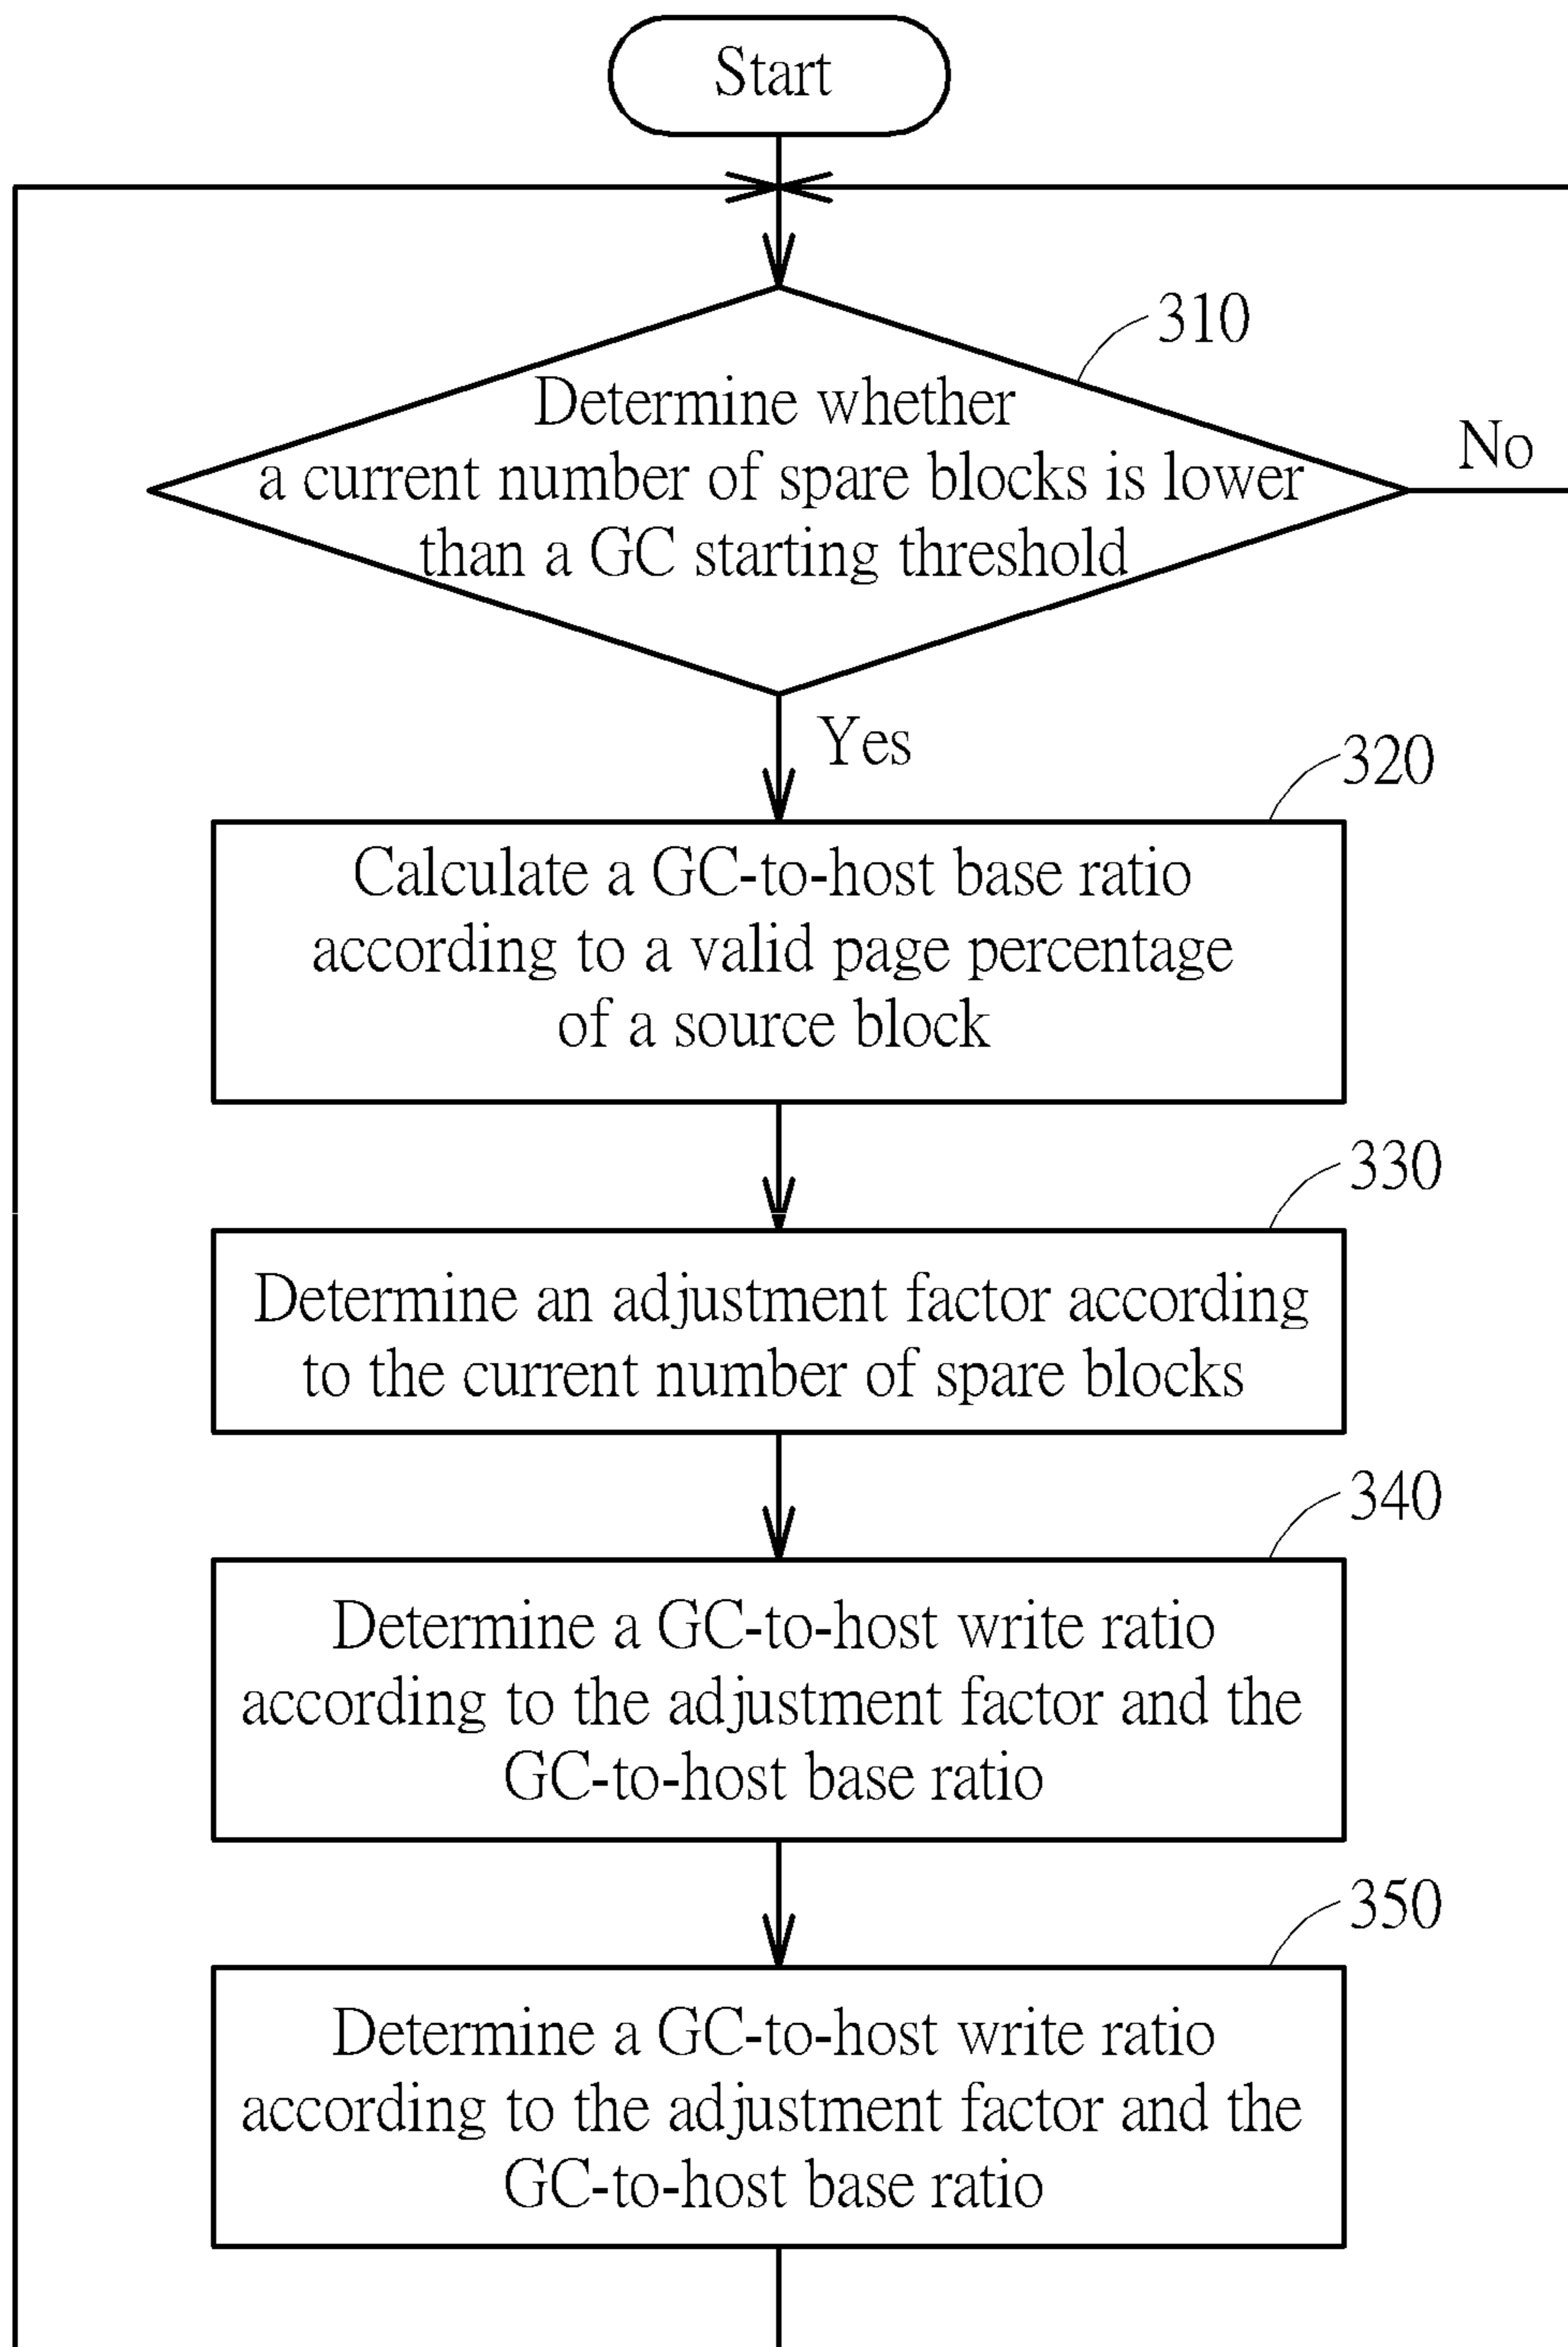 Start
310
Determine whether
a current number of spare blocks is lower
than a GC starting threshold
No
Yes
320
Calculate a GC-to-host base ratio
according to a valid page percentage
of a source block
330
Determine an adjustment factor according
to the current number of spare blocks
340
Determine a GC-to-host write ratio
according to the adjustment factor and the
GC-to-host base ratio
350
Determine a GC-to-host write ratio
according to the adjustment factor and the
GC-to-host base ratio